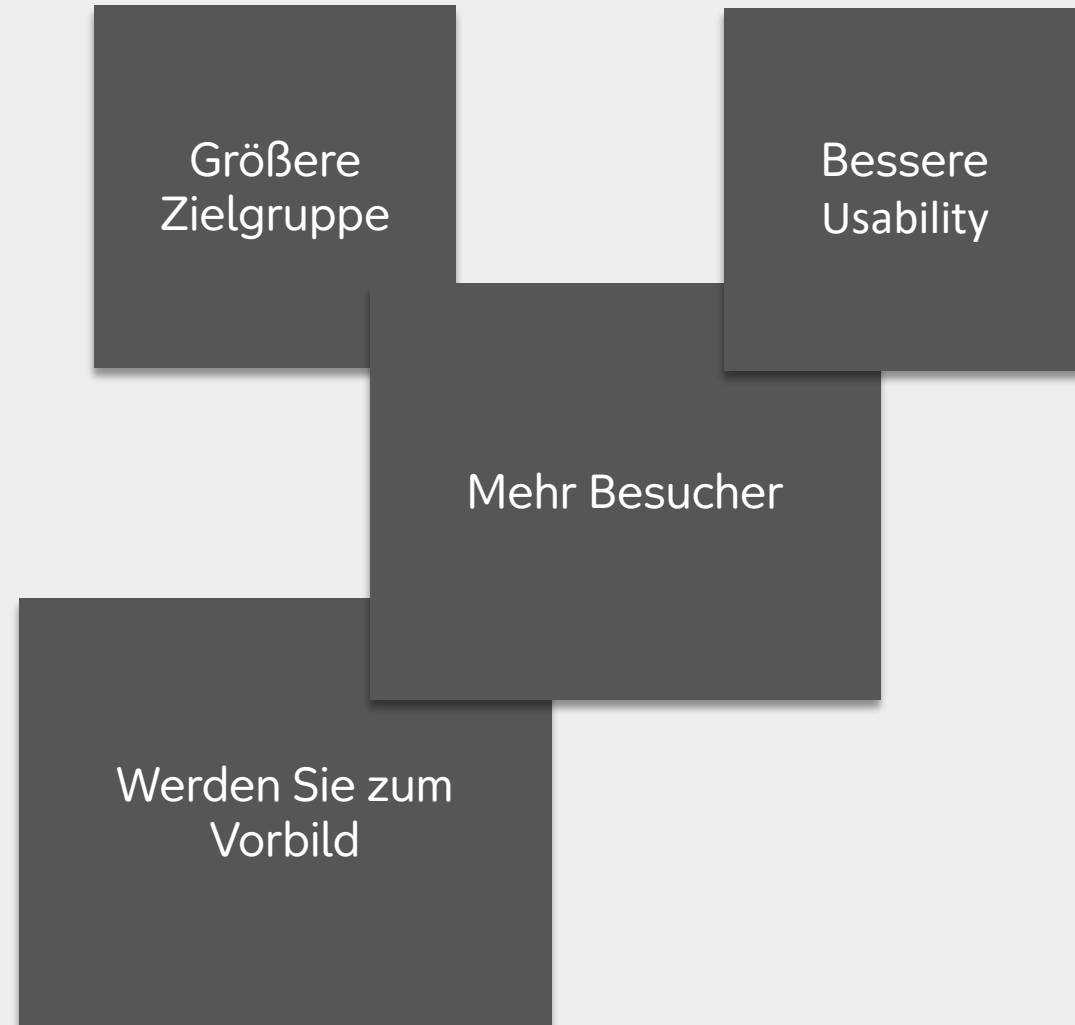 Größere
Zielgruppe
Bessere
Usability
Mehr Besucher
Werden Sie zum
Vorbild